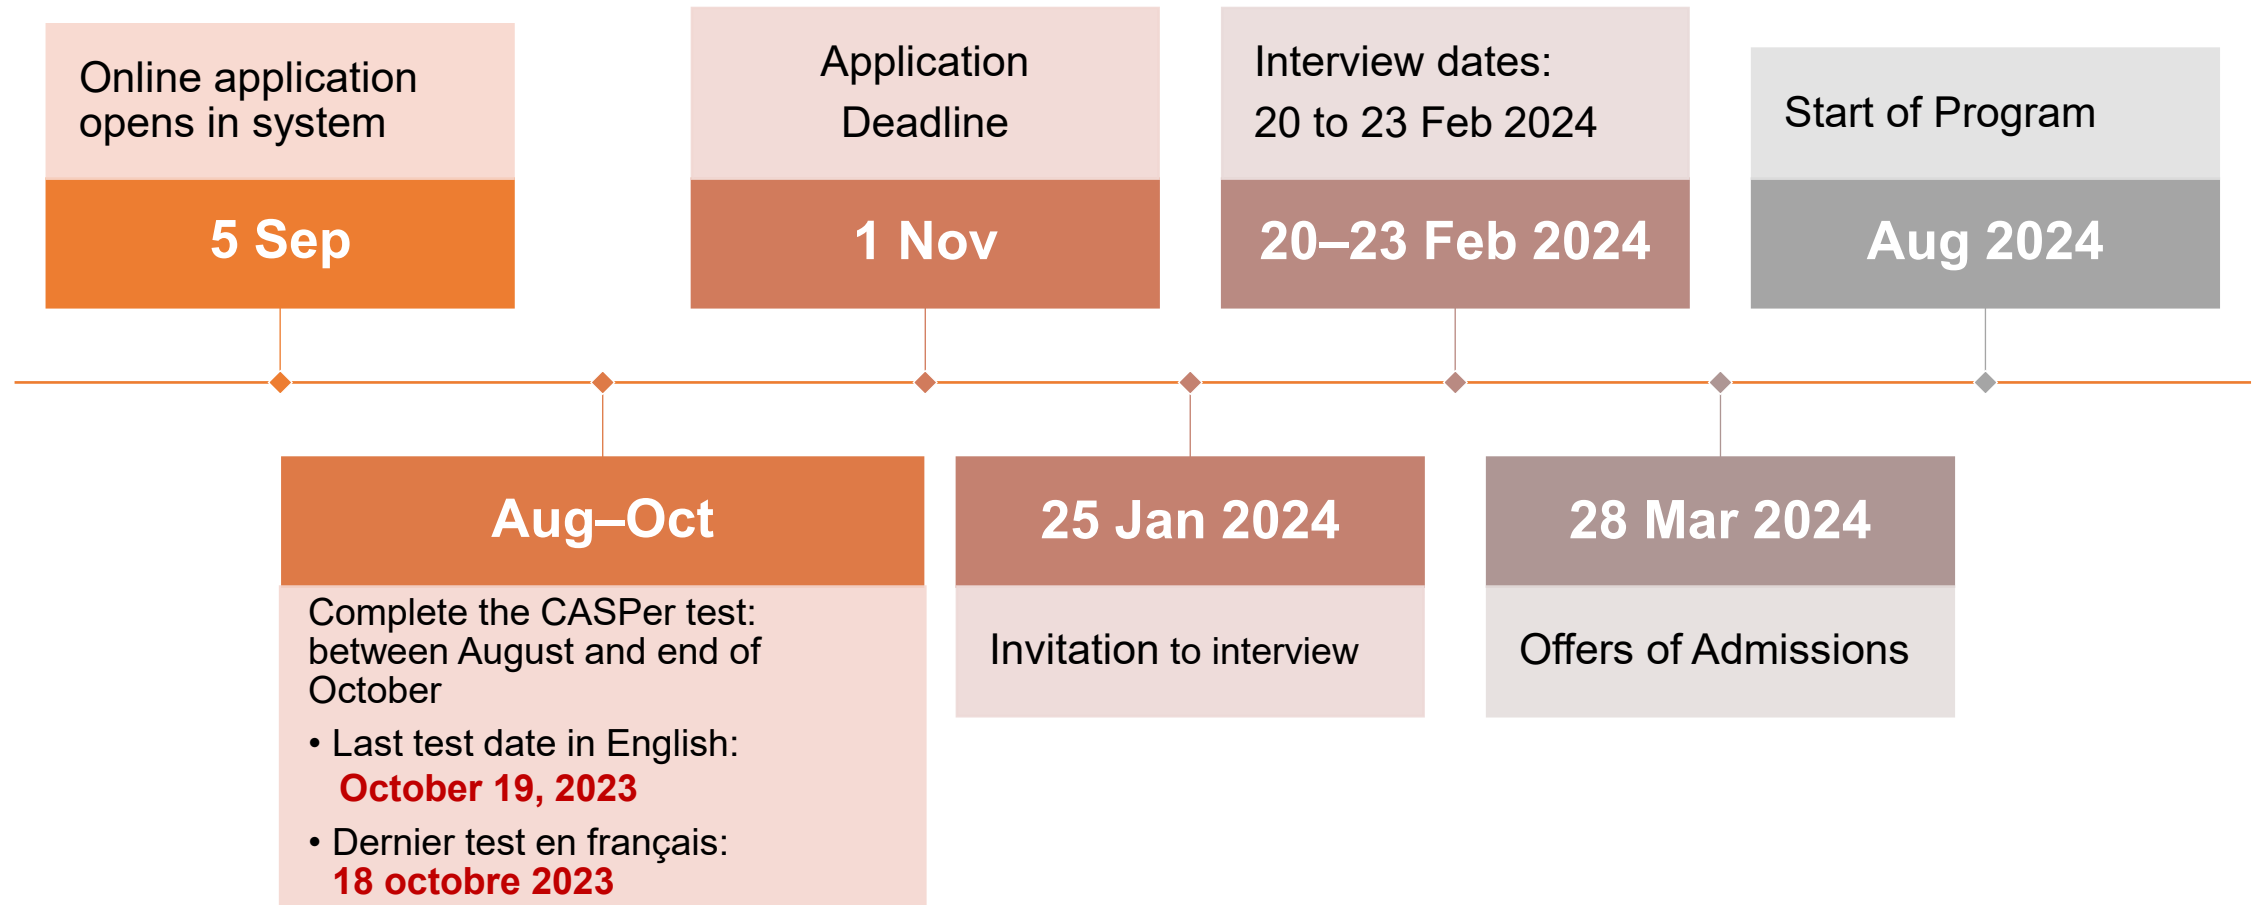 Online application
opens in system
5 Sep
Aug–Oct
Complete the CASPer test:
between August and end of
October
• Last test date in English:
October 19, 2023
• Dernier test en français:
18 octobre 2023
Application
Deadline
1 Nov
25 Jan 2024
Invitation to interview
Interview dates:
20 to 23 Feb 2024
20–23 Feb 2024
28 Mar 2024
Offers of Admissions
Start of Program
Aug 2024